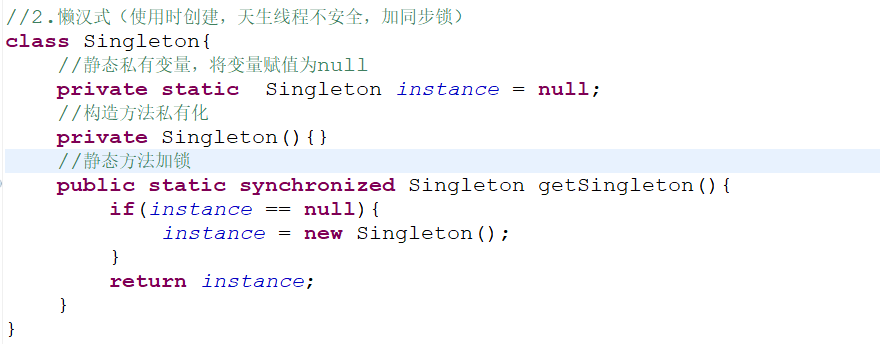 //2.懒汉式（使用时创建，天生线程不安全，加同步锁）
class Singleton{
    //静态私有变量，将变量赋值为null
    private static  Singleton instance = null;
    //构造方法私有化
    private Singleton(){}
    //静态方法加锁
    public static synchronized Singleton getSingleton(){
        if(instance == null){
            instance = new Singleton();
        }
        return instance;
    }
}